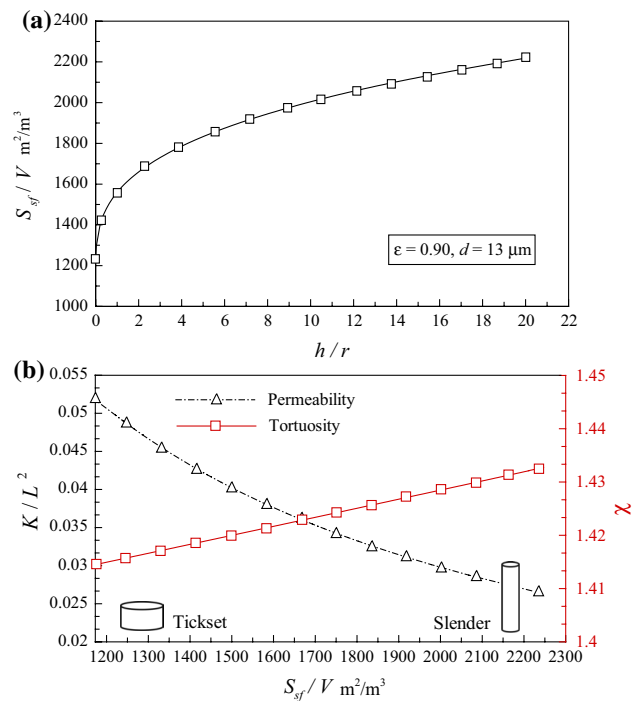 (a)
2400
2200
2000
1800
1600
1400
1200
1000
S_sf / V m²/m³
ε = 0.90, d = 13 μm
0 2 4 6 8 10 12 14 16 18 20 22
h / r
(b)
0.055
0.05
0.045
0.04
0.035
0.03
0.025
0.02
K / L²
Permeability
Tortuosity
1.45
1.44
1.43
1.42
1.41
1.4
χ
Tickset
Slender
1200 1300 1400 1500 1600 1700 1800 1900 2000 2100 2200 2300
S_sf / V m²/m³